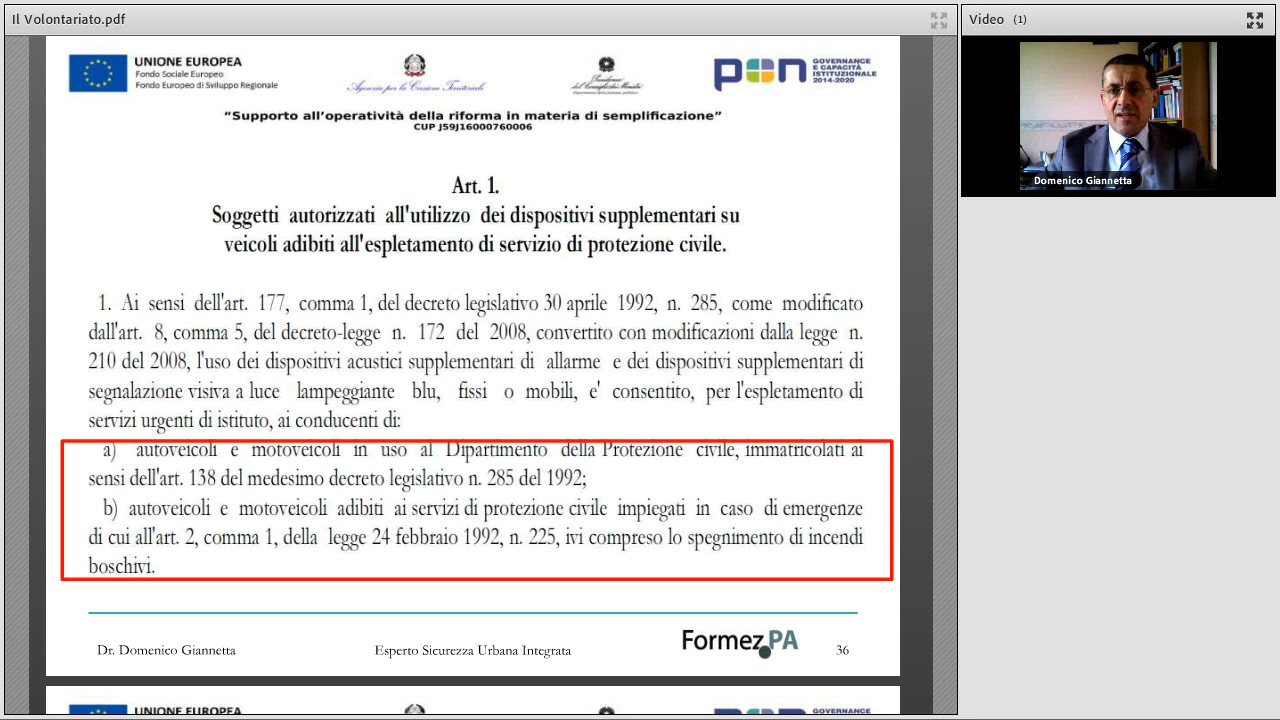 Il Volontariato.pdf
Video (1)
UNIONE EUROPEA
Fondo Sociale Europeo
Fondo Europeo di Sviluppo Regionale
Agenzia per la Coesione Territoriale
Presidenza
del Consiglio dei Ministri
pon GOVERNANCE
E CAPACITÀ
ISTITUZIONALE
2014-2020
“Supporto all’operatività della riforma in materia di semplificazione”
CUP J59J16000760006
Domenico Giannetta
Art. 1.
Soggetti autorizzati all'utilizzo dei dispositivi supplementari su
veicoli adibiti all'espletamento di servizio di protezione civile.
1. Ai sensi dell'art. 177, comma 1, del decreto legislativo 30 aprile 1992, n. 285, come modificato
dall'art. 8, comma 5, del decreto-legge n. 172 del 2008, convertito con modificazioni dalla legge n.
210 del 2008, l'uso dei dispositivi acustici supplementari di allarme e dei dispositivi supplementari di
segnalazione visiva a luce lampeggiante blu, fissi o mobili, e' consentito, per l'espletamento di
servizi urgenti di istituto, ai conducenti di:
a) autoveicoli e motoveicoli in uso al Dipartimento della Protezione civile, immatricolati ai
sensi dell'art. 138 del medesimo decreto legislativo n. 285 del 1992;
b) autoveicoli e motoveicoli adibiti ai servizi di protezione civile impiegati in caso di emergenze
di cui all'art. 2, comma 1, della legge 24 febbraio 1992, n. 225, ivi compreso lo spegnimento di incendi
boschivi.
Dr. Domenico Giannetta
Esperto Sicurezza Urbana Integrata
Formez.PA
36
UNIONE EUROPEA
GOVERNANCE